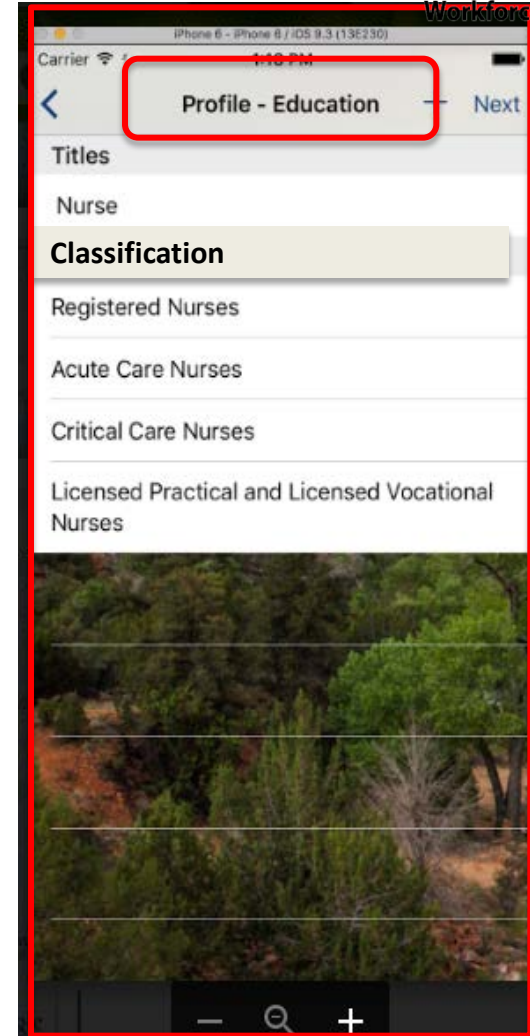 Workforc
iPhone 6 - iPhone 6 / iOS 9.3 (13E230)
Carrier
Profile - Education
Next
Titles
Nurse
Classification
Registered Nurses
Acute Care Nurses
Critical Care Nurses
Licensed Practical and Licensed Vocational
Nurses